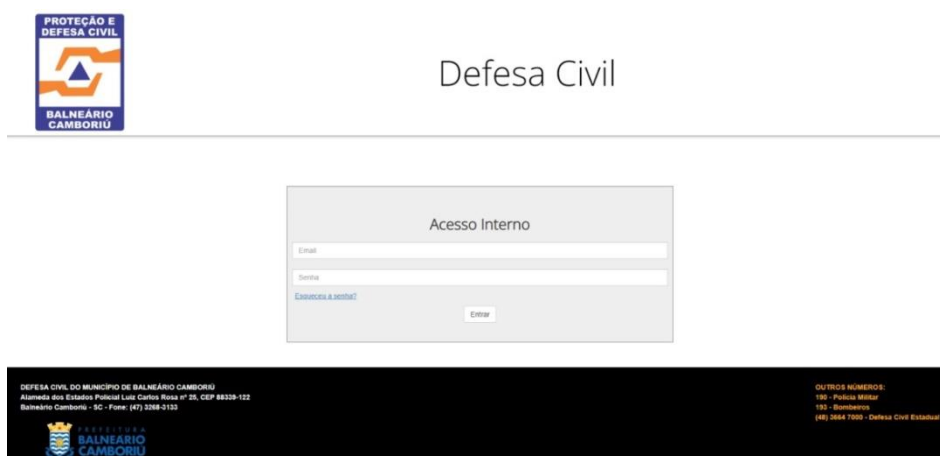 PROTEÇÃO E
DEFESA CIVIL
BALNEÁRIO
CAMBORIÚ
Defesa Civil
Acesso Interno
Email
Senha
Esqueceu a senha?
Entrar
DEFESA CIVIL DO MUNICÍPIO DE BALNEÁRIO CAMBORIÚ
Alameda dos Estados Policial Luiz Carlos Rosa nº 25, CEP 88339-122
Balneário Camboriú - SC - Fone: (47) 3268-3133
PREFEITURA
BALNEÁRIO
CAMBORIÚ
OUTROS NÚMEROS:
190 - Polícia Militar
193 - Bombeiros
(48) 3664 7000 - Defesa Civil Estadual